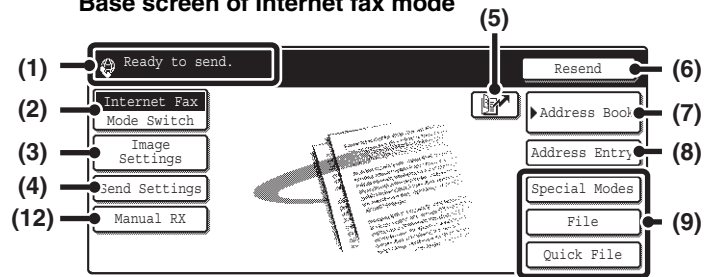 Base screen of Internet fax mode
(5)
(1) Ready to send. Resend (6)
(2) Internet Fax
Mode Switch
Address Book (7)
(3) Image
Settings
Address Entry (8)
(4) Send Settings Special Modes
(12) Manual RX File (9)
Quick File